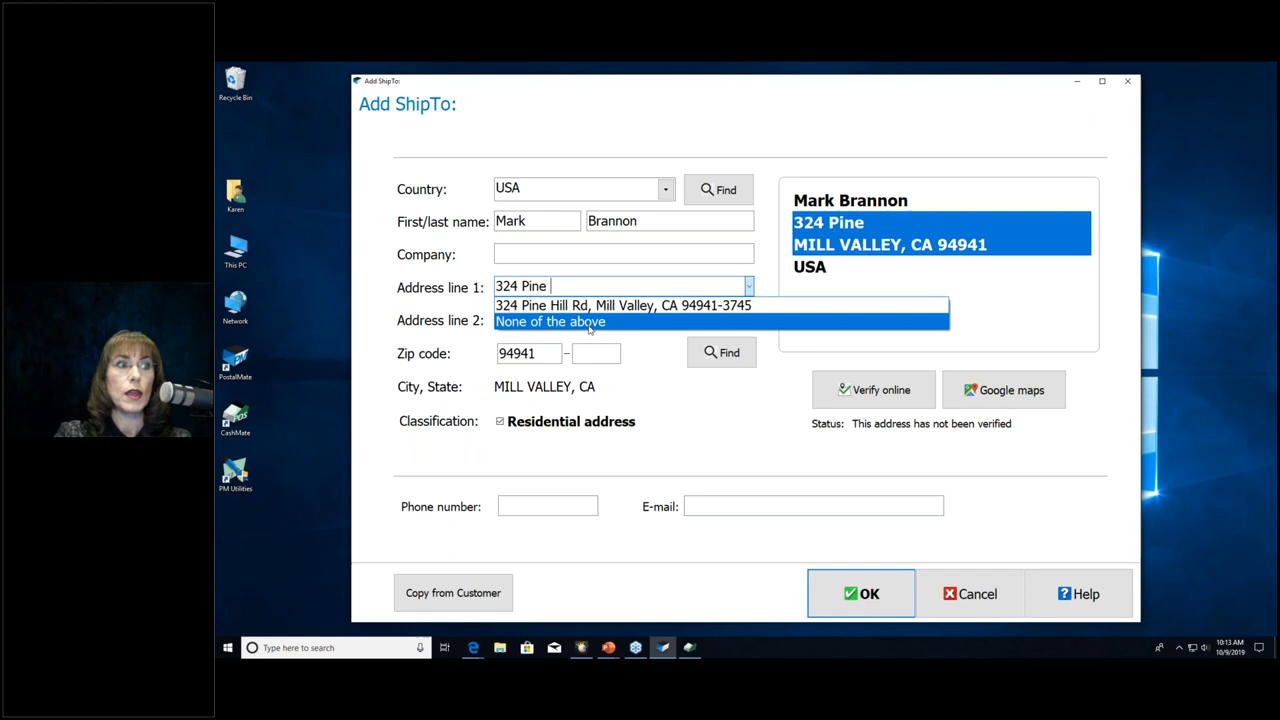 Recycle Bin
Karen
This PC
Network
PostalMate
CashMate
PM Utilities
Add ShipTo:
Add ShipTo:
Country: USA Find
First/last name: Mark Brannon
Company:
Address line 1: 324 Pine
324 Pine Hill Rd, Mill Valley, CA 94941-3745
Address line 2: None of the above
Zip code: 94941 – Find
City, State: MILL VALLEY, CA
Classification: Residential address
Mark Brannon
324 Pine
MILL VALLEY, CA 94941
USA
Verify online Google maps
Status: This address has not been verified
Phone number: E-mail:
Copy from Customer OK Cancel Help
Type here to search
10:13 AM
10/9/2019